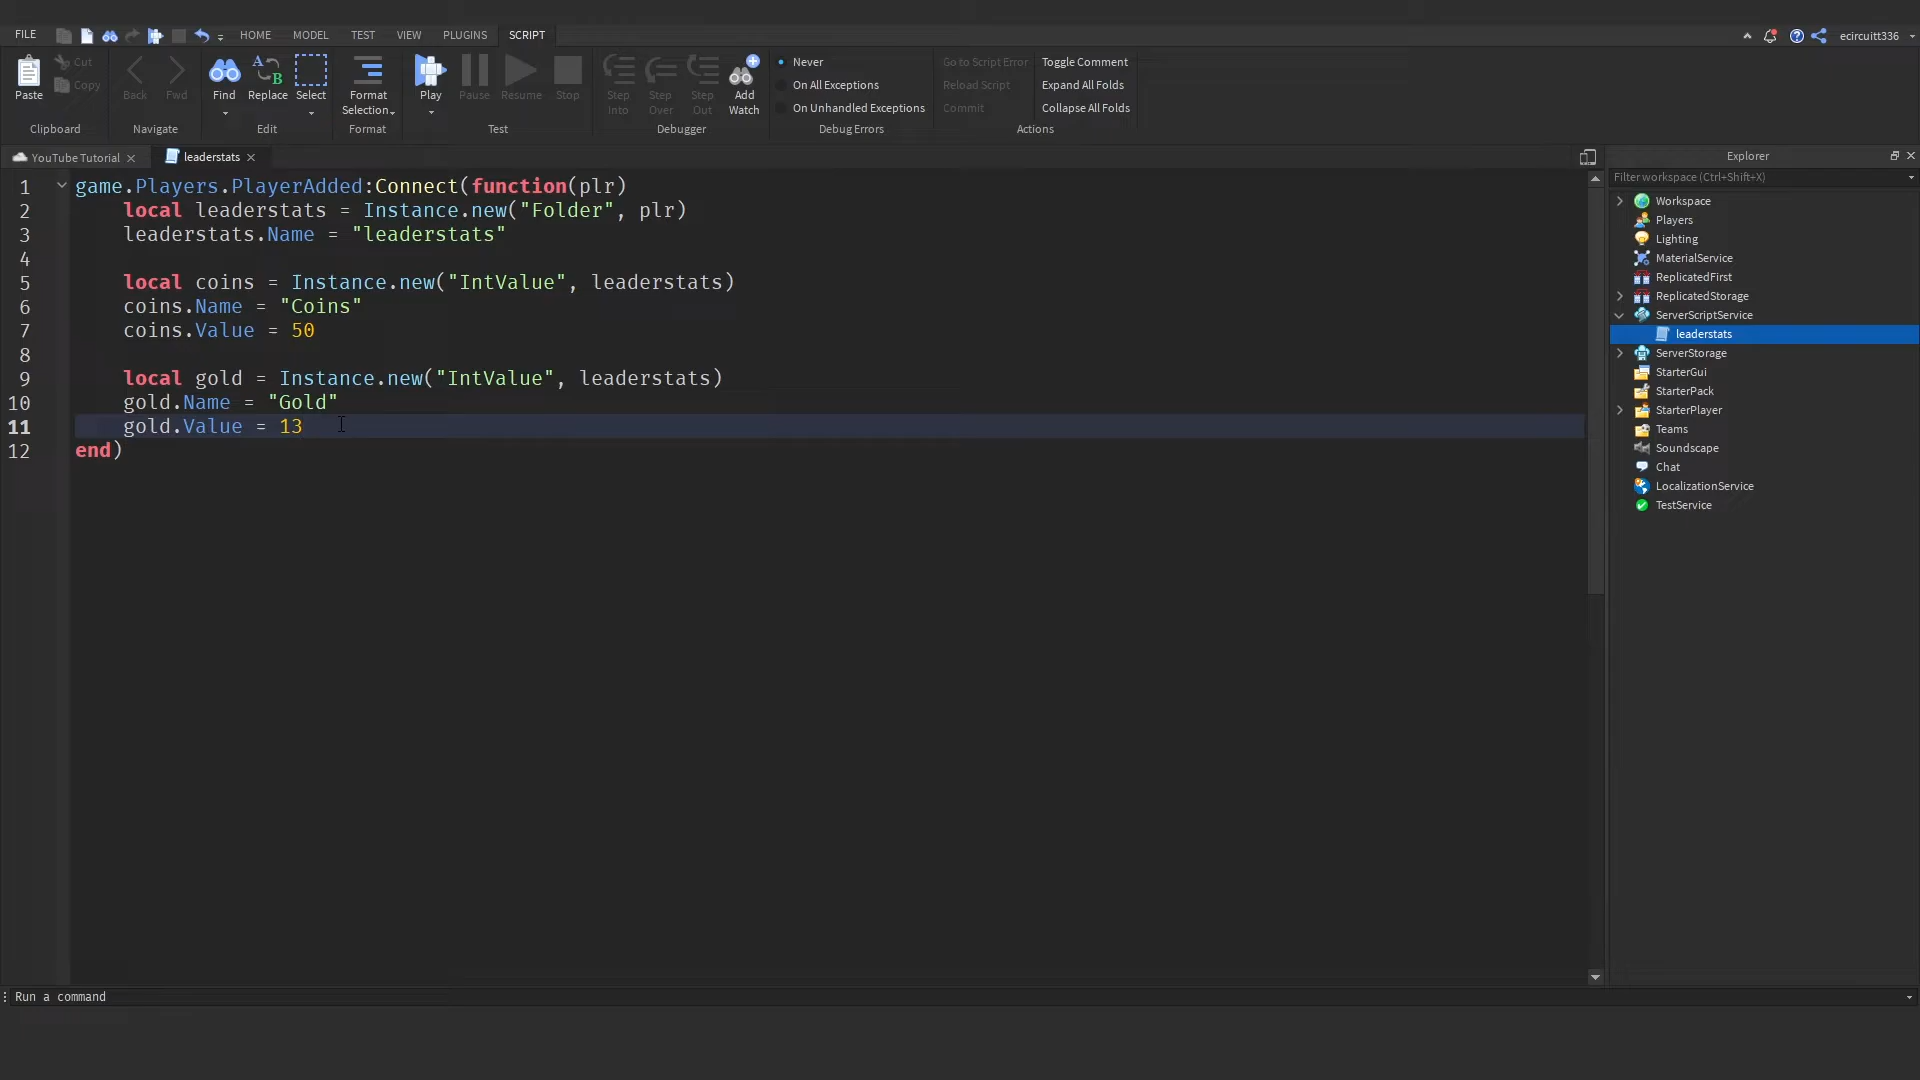 FILE HOME MODEL TEST VIEW PLUGINS SCRIPT ecircuitt336
Paste Cut Copy Clipboard
Back Fwd Navigate
Find Replace Select Edit
Format Selection Format
Play Pause Resume Stop Test
Step Into Step Over Step Out Add Watch Debugger
Never
On All Exceptions
On Unhandled Exceptions
Debug Errors
Go to Script Error Toggle Comment
Reload Script Expand All Folds
Commit Collapse All Folds
Actions
YouTube Tutorial leaderstats
1 game.Players.PlayerAdded:Connect(function(plr)
2 local leaderstats = Instance.new("Folder", plr)
3 leaderstats.Name = "leaderstats"
4
5 local coins = Instance.new("IntValue", leaderstats)
6 coins.Name = "Coins"
7 coins.Value = 50
8
9 local gold = Instance.new("IntValue", leaderstats)
10 gold.Name = "Gold"
11 gold.Value = 13
12 end)
Explorer
Filter workspace (Ctrl+Shift+X)
Workspace
Players
Lighting
MaterialService
ReplicatedFirst
ReplicatedStorage
ServerScriptService
leaderstats
ServerStorage
StarterGui
StarterPack
StarterPlayer
Teams
Soundscape
Chat
LocalizationService
TestService
Run a command